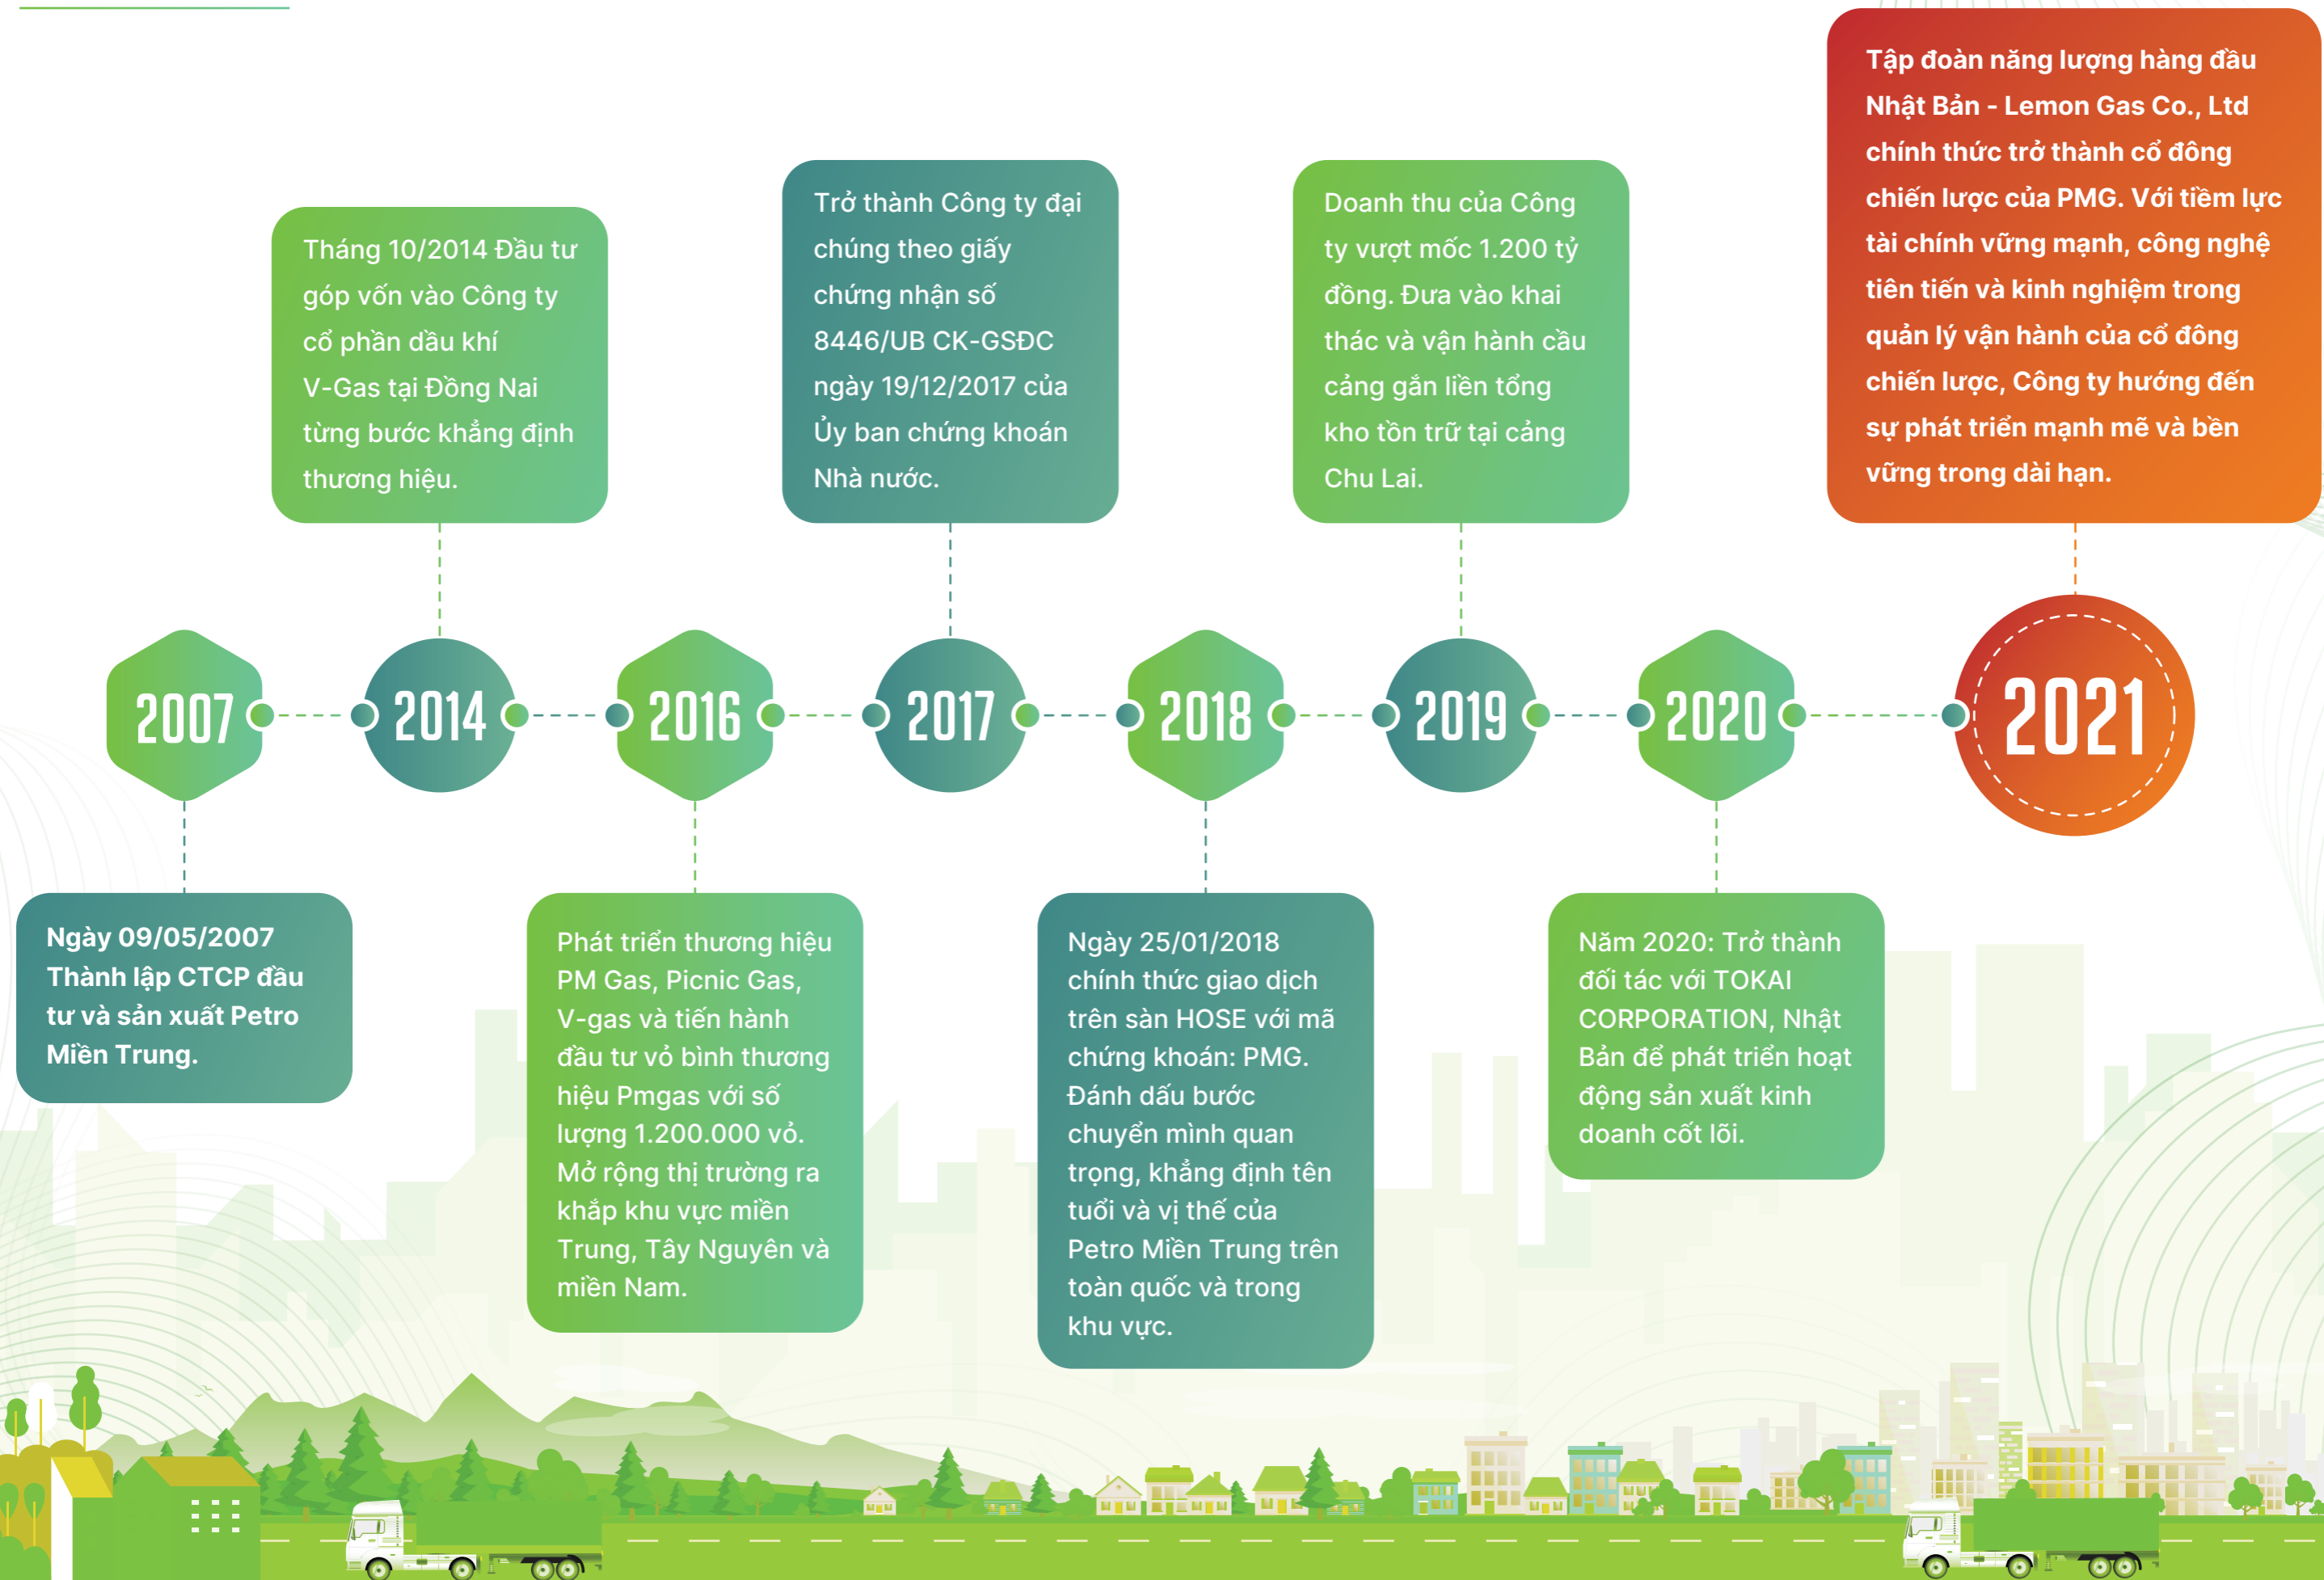 2007
Ngày 09/05/2007
Thành lập CTCP đầu
tư và sản xuất Petro
Miền Trung.
2014
Tháng 10/2014 Đầu tư
góp vốn vào Công ty
cổ phần dầu khí
V-Gas tại Đồng Nai
từng bước khẳng định
thương hiệu.
2016
Phát triển thương hiệu
PM Gas, Picnic Gas,
V-gas và tiến hành
đầu tư vỏ bình thương
hiệu Pmgas với số
lượng 1.200.000 vỏ.
Mở rộng thị trường ra
khắp khu vực miền
Trung, Tây Nguyên và
miền Nam.
2017
Trở thành Công ty đại
chúng theo giấy
chứng nhận số
8446/UB CK-GSĐC
ngày 19/12/2017 của
Ủy ban chứng khoán
Nhà nước.
2018
Ngày 25/01/2018
chính thức giao dịch
trên sàn HOSE với mã
chứng khoán: PMG.
Đánh dấu bước
chuyển mình quan
trọng, khẳng định tên
tuổi và vị thế của
Petro Miền Trung trên
toàn quốc và trong
khu vực.
2019
Doanh thu của Công
ty vượt mốc 1.200 tỷ
đồng. Đưa vào khai
thác và vận hành cầu
cảng gắn liền tổng
kho tồn trữ tại cảng
Chu Lai.
2020
Năm 2020: Trở thành
đối tác với TOKAI
CORPORATION, Nhật
Bản để phát triển hoạt
động sản xuất kinh
doanh cốt lõi.
2021
Tập đoàn năng lượng hàng đầu
Nhật Bản - Lemon Gas Co., Ltd
chính thức trở thành cổ đông
chiến lược của PMG. Với tiềm lực
tài chính vững mạnh, công nghệ
tiên tiến và kinh nghiệm trong
quản lý vận hành của cổ đông
chiến lược, Công ty hướng đến
sự phát triển mạnh mẽ và bền
vững trong dài hạn.